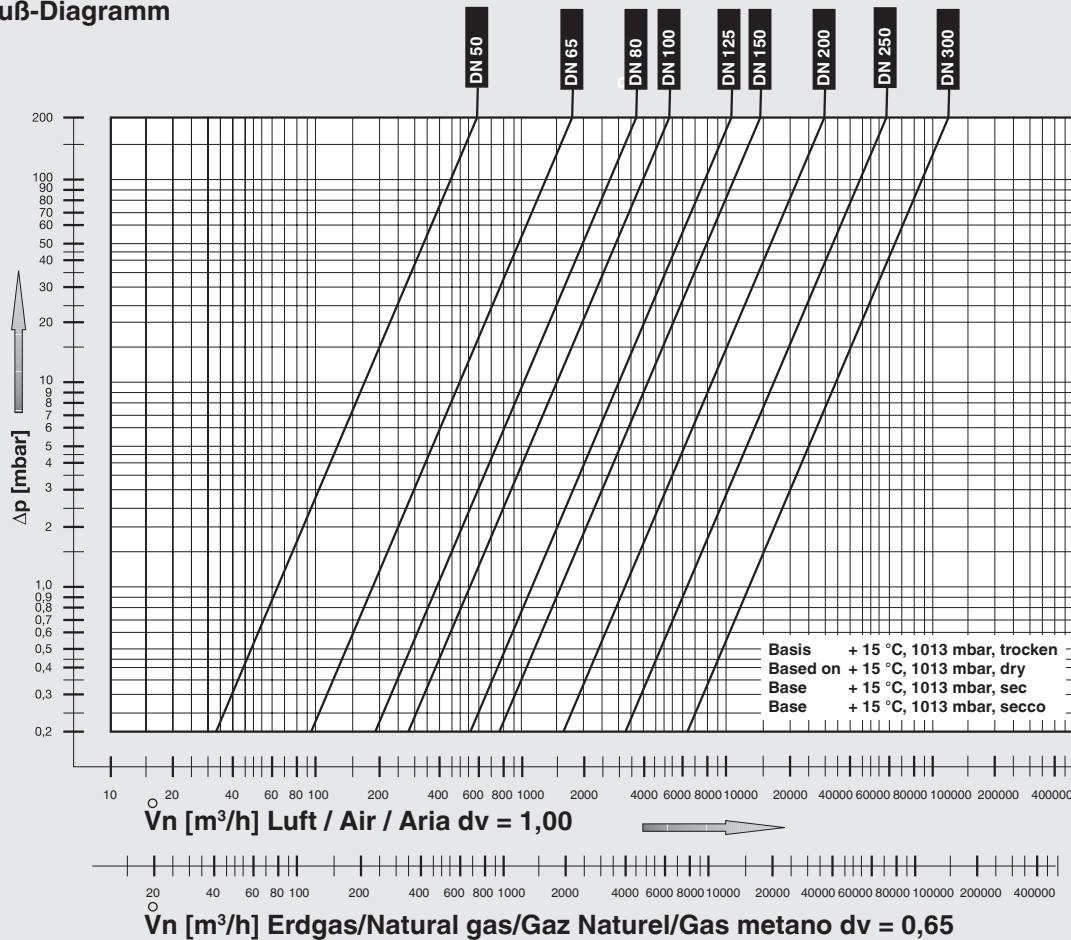 uß-Diagramm
DN 50
DN 65
DN 80
DN 100
DN 125
DN 150
DN 200
DN 250
DN 300
200
100
90
80
70
60
50
40
30
20
10
9
8
7
6
5
4
3
2
1,0
0,9
0,8
0,7
0,6
0,5
0,4
0,3
0,2
Δp [mbar]
Basis + 15 °C, 1013 mbar, trocken
Based on + 15 °C, 1013 mbar, dry
Base + 15 °C, 1013 mbar, sec
Base + 15 °C, 1013 mbar, secco
10 20 40 60 80 100 200 400 600 800 1000 2000 4000 6000 8000 10000 20000 40000 60000 80000 100000 200000 400000
V̊n [m³/h] Luft / Air / Aria dv = 1,00
20 40 60 80 100 200 400 600 800 1000 2000 4000 6000 8000 10000 20000 40000 60000 80000 100000 200000 400000
V̊n [m³/h] Erdgas/Natural gas/Gaz Naturel/Gas metano dv = 0,65